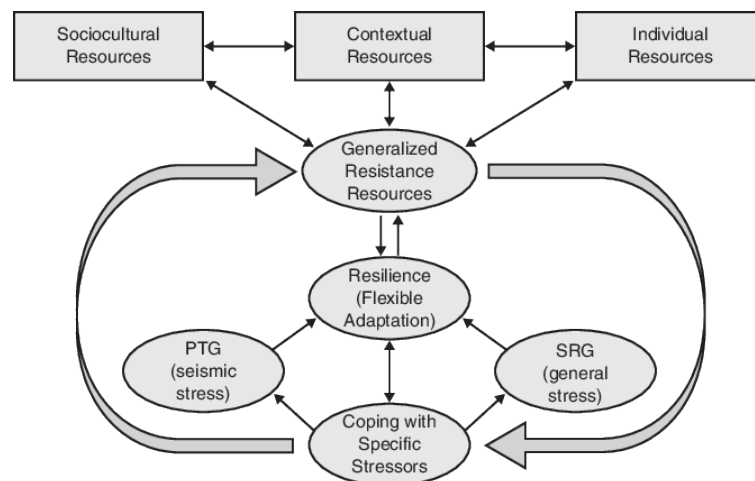 Sociocultural
Resources
Contextual
Resources
Individual
Resources
Generalized
Resistance
Resources
Resilience
(Flexible
Adaptation)
PTG
(seismic
stress)
SRG
(general
stress)
Coping with
Specific
Stressors